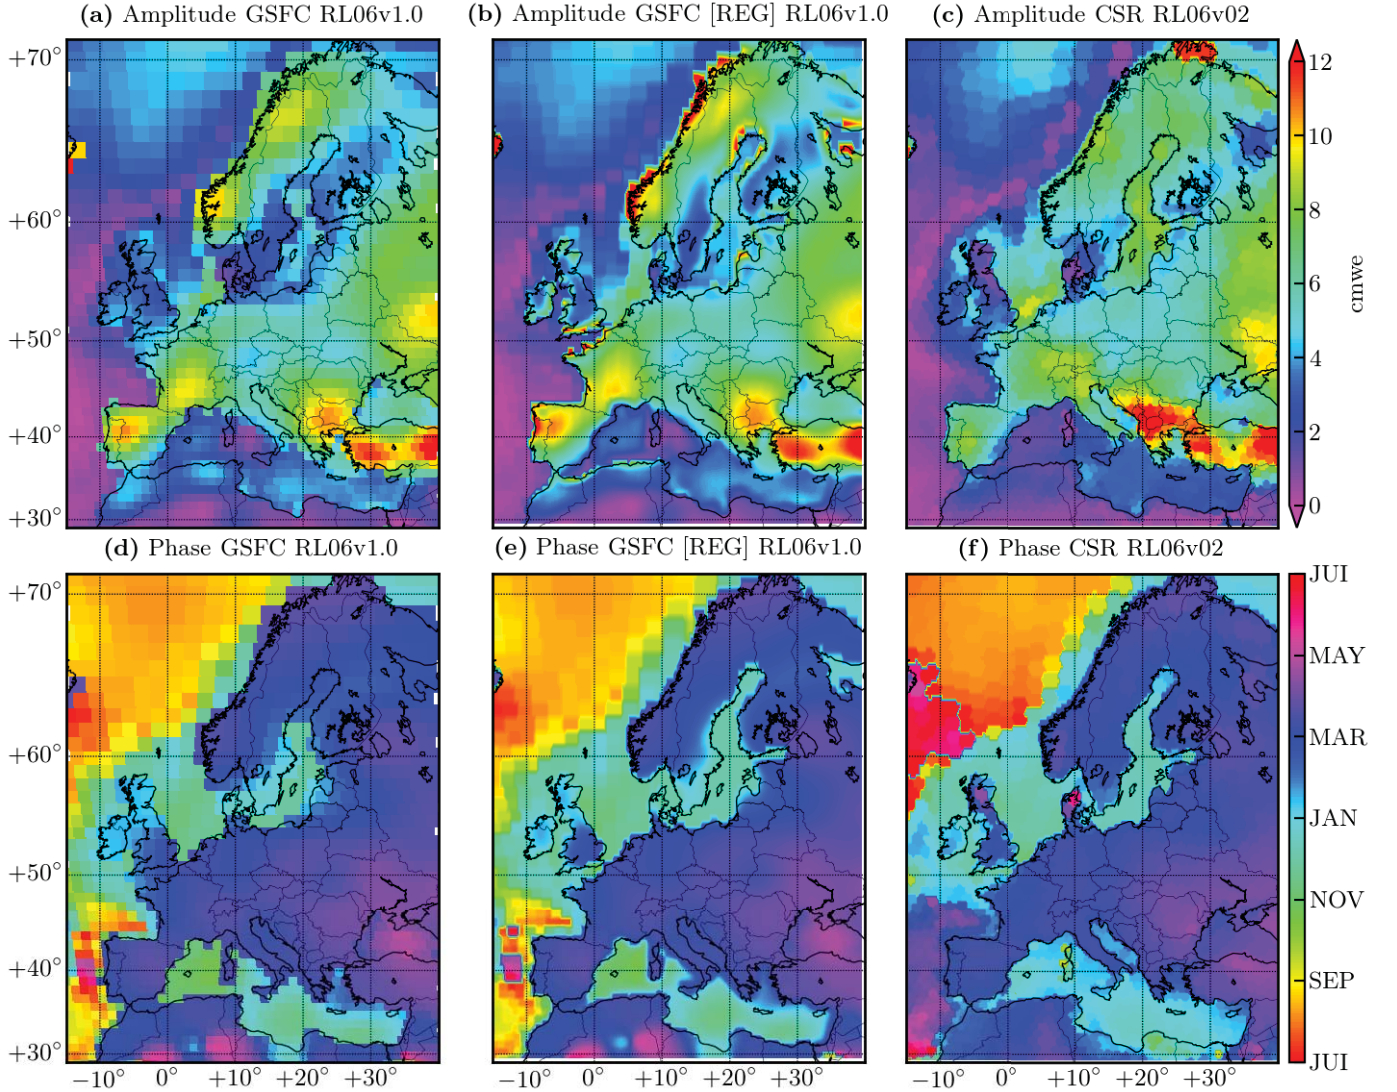 (a) Amplitude GSFC RL06v1.0
(b) Amplitude GSFC [REG] RL06v1.0
(c) Amplitude CSR RL06v02
+70°
+60°
+50°
+40°
+30°
12
10
8
6
4
2
0
cmwe
(d) Phase GSFC RL06v1.0
(e) Phase GSFC [REG] RL06v1.0
(f) Phase CSR RL06v02
+70°
+60°
+50°
+40°
+30°
JUI
MAY
MAR
JAN
NOV
SEP
JUI
−10° 0° +10° +20° +30°
−10° 0° +10° +20° +30°
−10° 0° +10° +20° +30°